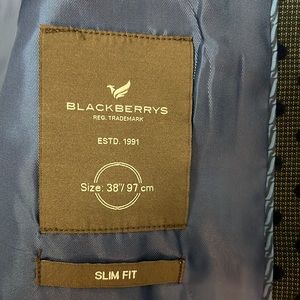 BLACKBERRYS
REG. TRADEMARK
ESTD. 1991
Size: 38"/ 97 cm
SLIM FIT